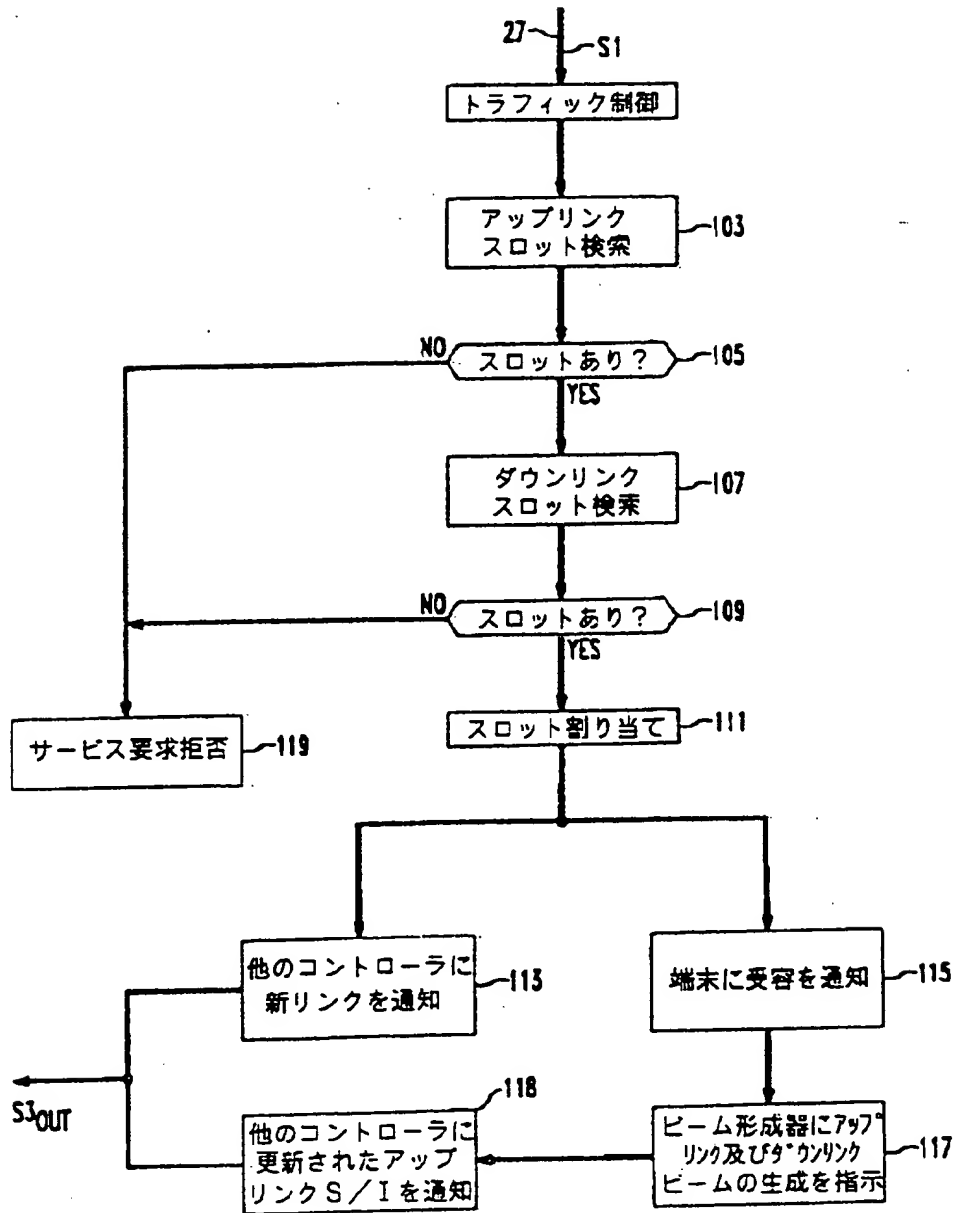 27
S1
トラフィック制御
アップリンク
スロット検索
103
NO
スロットあり?
105
YES
ダウンリンク
スロット検索
107
NO
スロットあり?
109
YES
スロット割り当て
111
サービス要求拒否
119
他のコントローラに
新リンクを通知
113
端末に受容を通知
115
S3OUT
118
他のコントローラに
更新されたアップ
リンクS/Iを通知
ビーム形成器にアップ
リンク及びダウンリンク
ビームの生成を指示
117